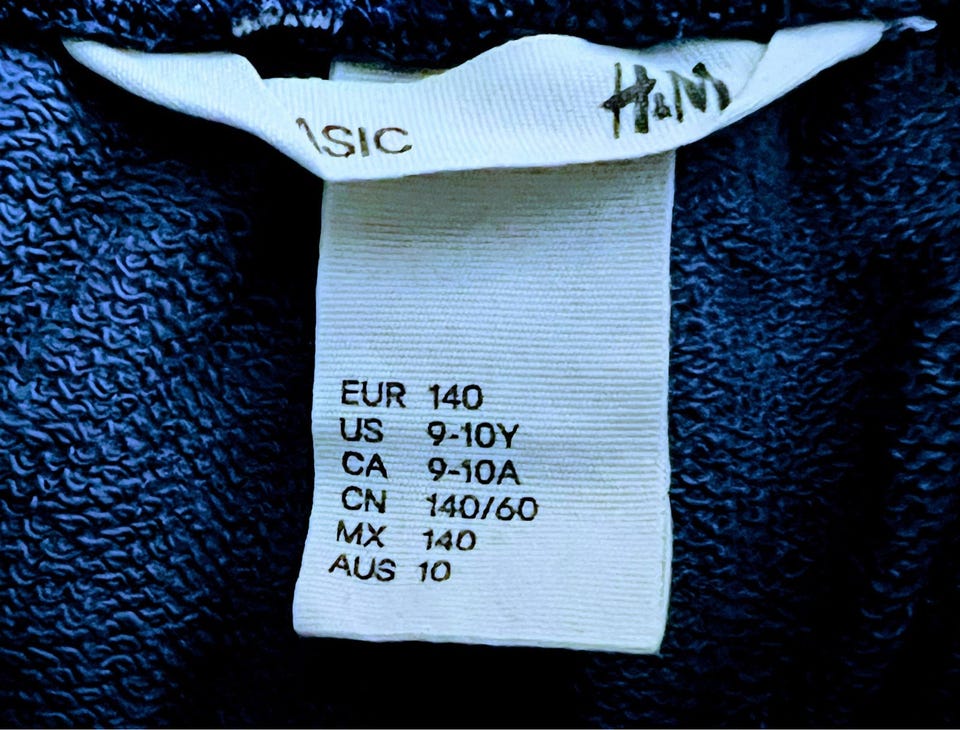 ASIC H&M
EUR 140
US 9-10Y
CA 9-10A
CN 140/60
MX 140
AUS 10